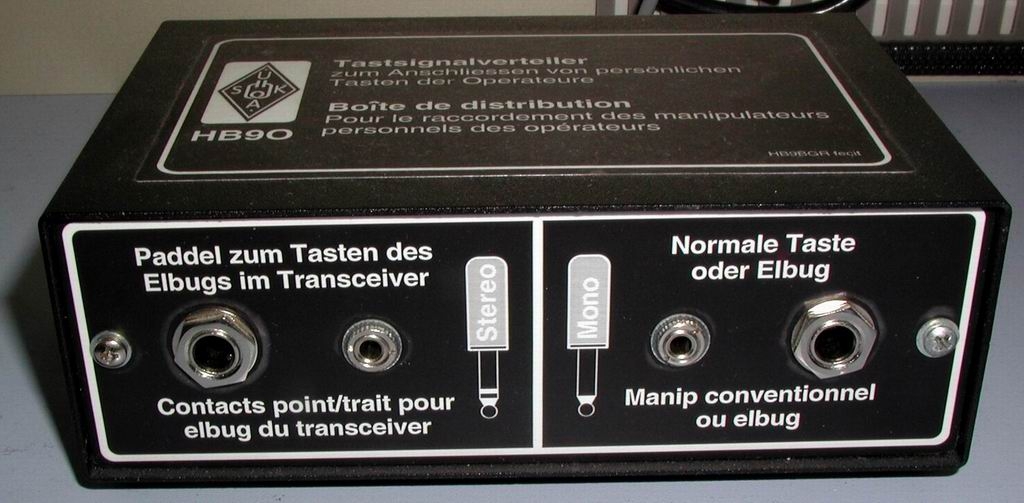 USKA
HB9O
Tastsignalverteiler
zum Anschliessen von persönlichen
Tasten der Operateure
Boîte de distribution
Pour le raccordement des manipulateurs
personnels des opérateurs
HB9BGR fecit
Paddel zum Tasten des
Elbugs im Transceiver
Contacts point/trait pour
elbug du transceiver
Stereo
Mono
Normale Taste
oder Elbug
Manip conventionnel
ou elbug